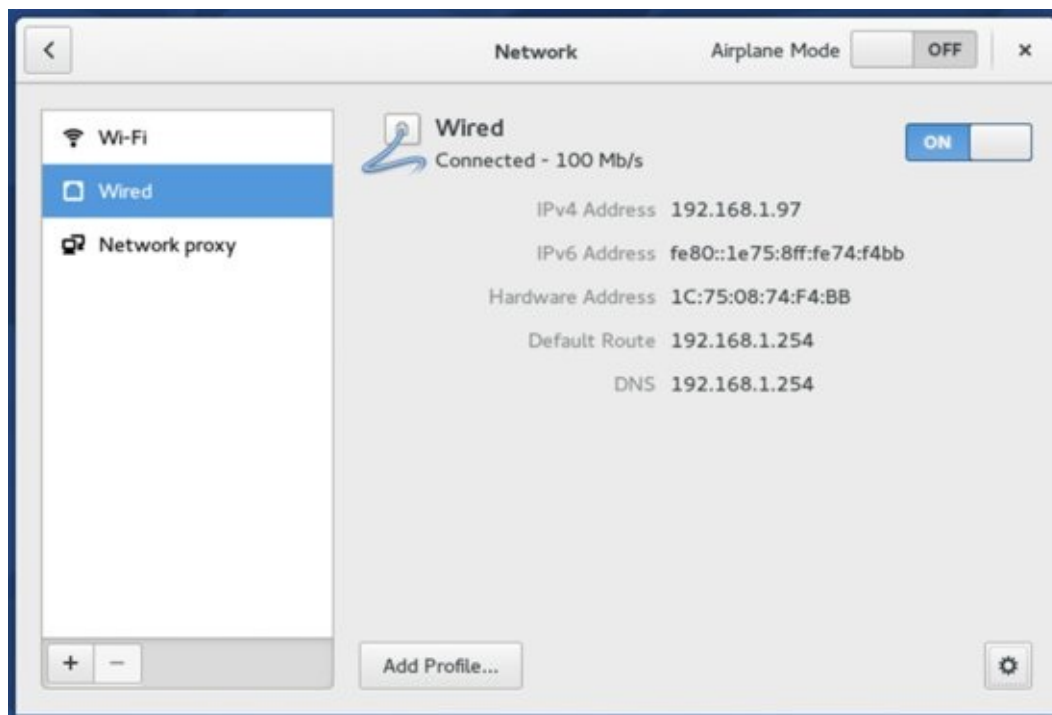 Network
Airplane Mode OFF
Wi-Fi
Wired
Network proxy
Wired
Connected - 100 Mb/s
ON
IPv4 Address 192.168.1.97
IPv6 Address fe80::1e75:8ff:fe74:f4bb
Hardware Address 1C:75:08:74:F4:BB
Default Route 192.168.1.254
DNS 192.168.1.254
Add Profile...